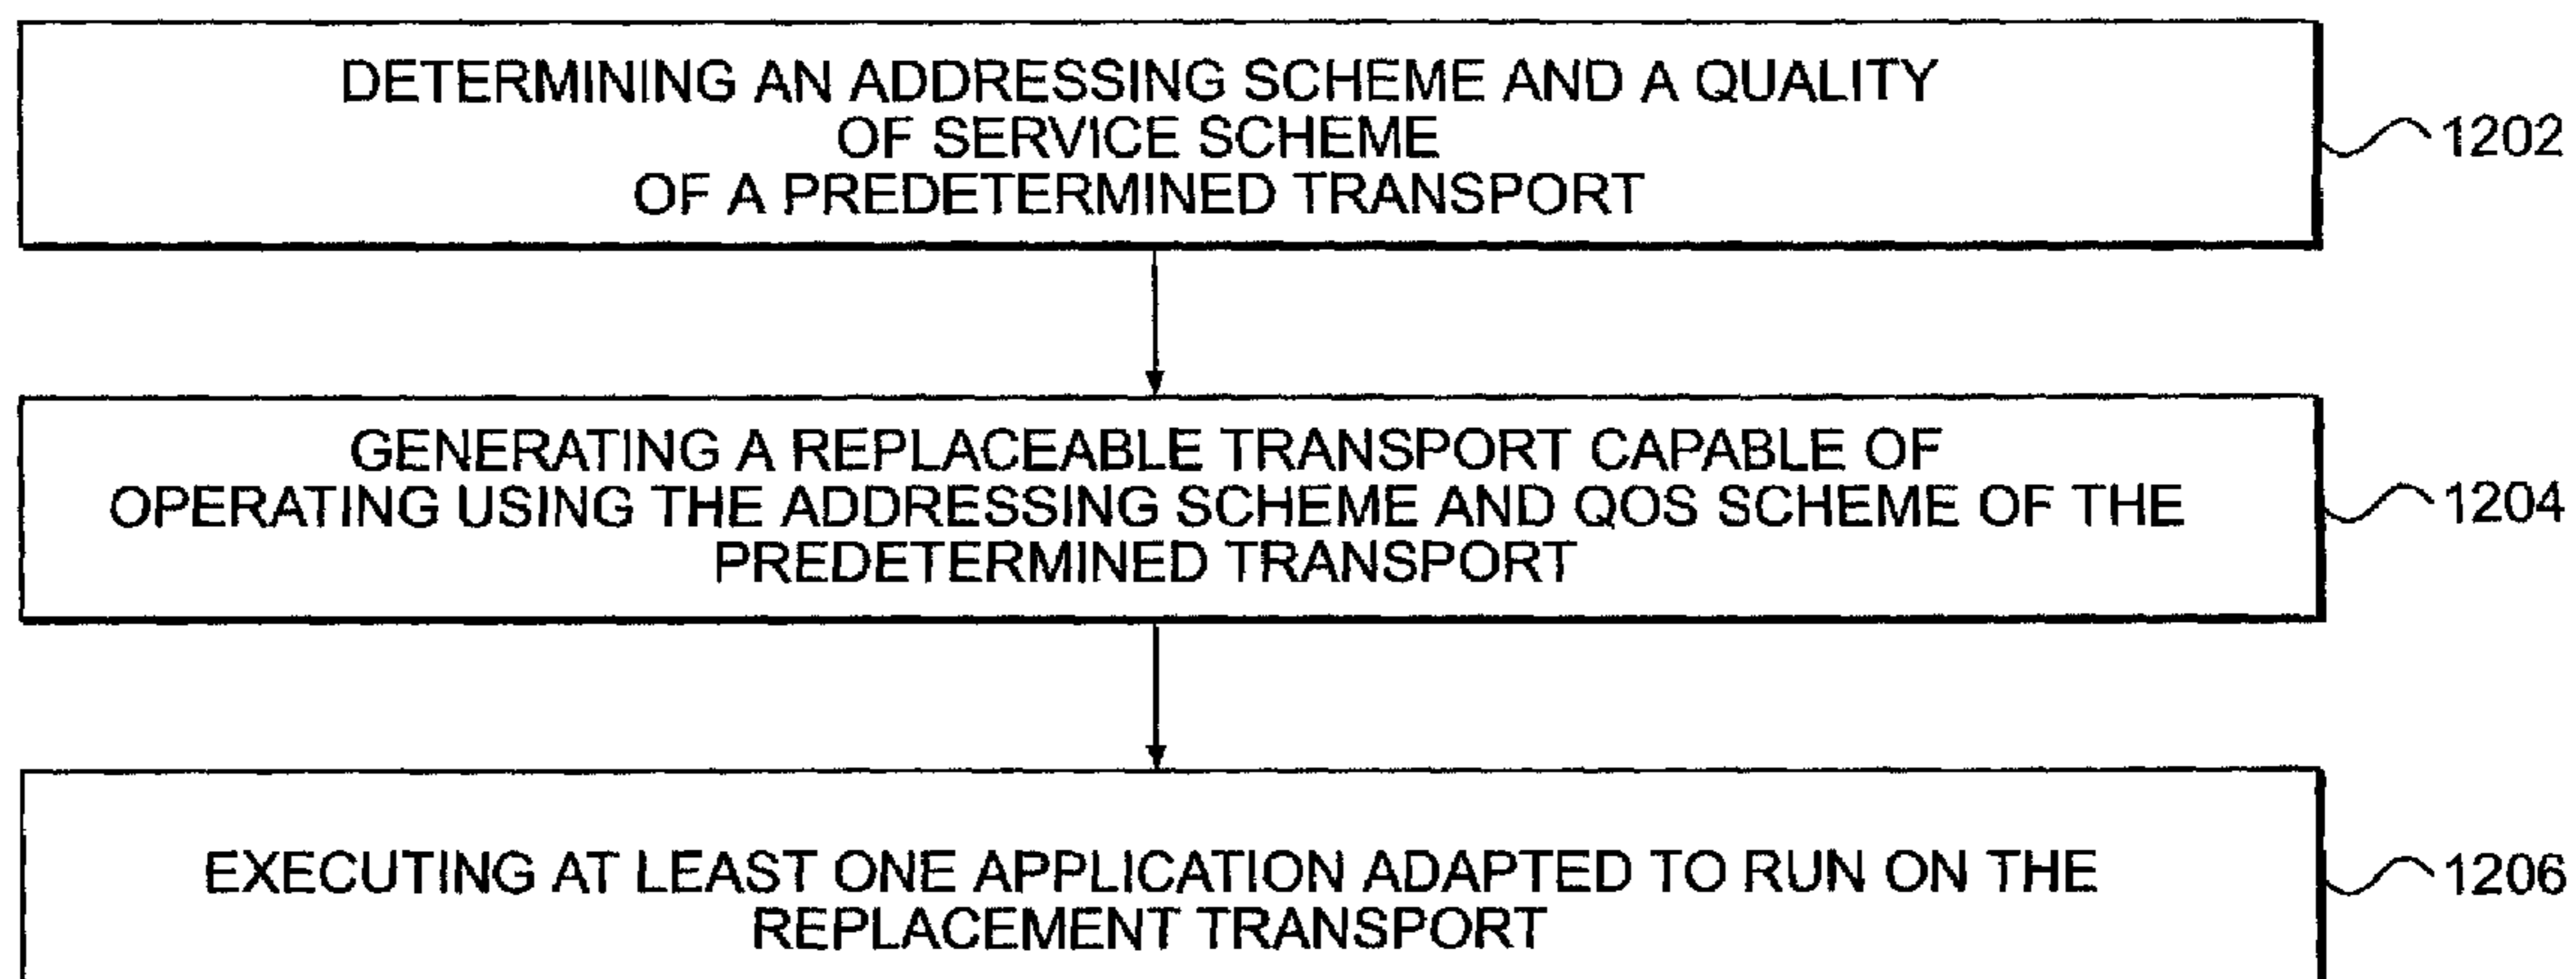 DETERMINING AN ADDRESSING SCHEME AND A QUALITY
OF SERVICE SCHEME
OF A PREDETERMINED TRANSPORT
1202
GENERATING A REPLACEABLE TRANSPORT CAPABLE OF
OPERATING USING THE ADDRESSING SCHEME AND QOS SCHEME OF THE
PREDETERMINED TRANSPORT
1204
EXECUTING AT LEAST ONE APPLICATION ADAPTED TO RUN ON THE
REPLACEMENT TRANSPORT
1206